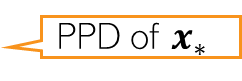 PPD of 𝒙*